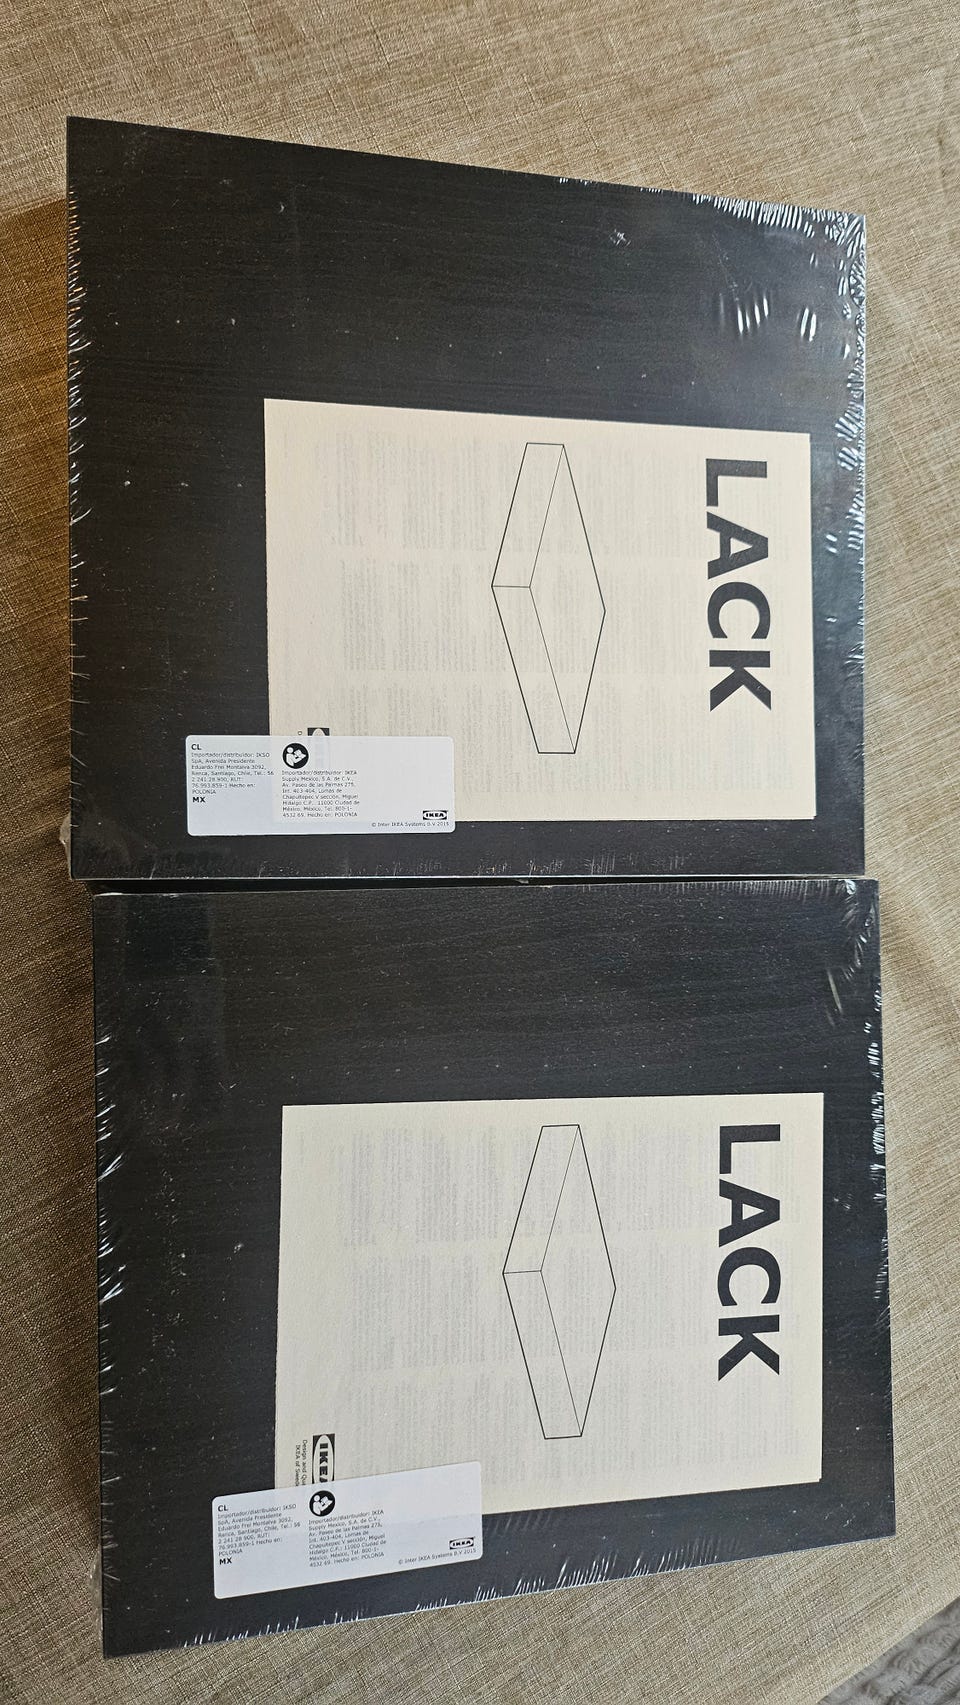 LACK
CL
Importador/distribuidor: IKSO
SpA, Avenida Presidente
Eduardo Frei Montalva 3092,
Renca, Santiago, Chile, Tel.: 56
2 241 28 900, RUT:
76.993.859-1 Hecho en:
POLONIA
MX
Importador/distribuidor: IKEA
Supply Mexico, S.A. de C.V.,
Av. Paseo de las Palmas 275,
Int. 403-404, Lomas de
Chapultepec V sección, Miguel
Hidalgo C.P.: 11000 Ciudad de
México, México, Tel. 800-1-
4532 69. Hecho en: POLONIA
IKEA
© Inter IKEA Systems B.V 2015
LACK
IKEA
Design and Qua
IKEA of Swede
CL
Importador/distribuidor: IKSO
SpA, Avenida Presidente
Eduardo Frei Montalva 3092,
Renca, Santiago, Chile, Tel.: 56
2 241 28 900, RUT:
76.993.859-1 Hecho en:
POLONIA
MX
Importador/distribuidor: IKEA
Supply Mexico, S.A. de C.V.,
Av. Paseo de las Palmas 275,
Int. 403-404, Lomas de
Chapultepec V sección, Miguel
Hidalgo C.P.: 11000 Ciudad de
México, México, Tel. 800-1-
4532 69. Hecho en: POLONIA
IKEA
© Inter IKEA Systems B.V 2015